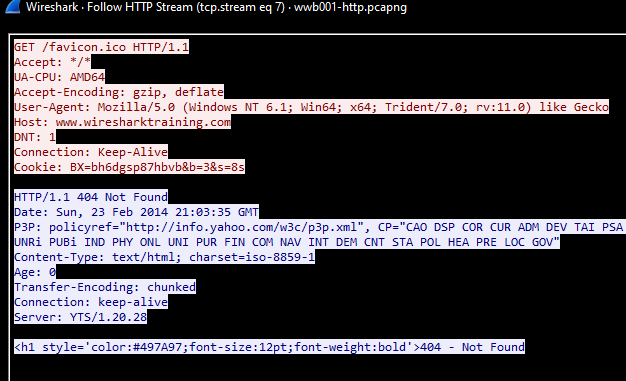 Wireshark · Follow HTTP Stream (tcp.stream eq 7) · wwb001-http.pcapng
GET /favicon.ico HTTP/1.1
Accept: */*
UA-CPU: AMD64
Accept-Encoding: gzip, deflate
User-Agent: Mozilla/5.0 (Windows NT 6.1; Win64; x64; Trident/7.0; rv:11.0) like Gecko
Host: www.wiresharktraining.com
DNT: 1
Connection: Keep-Alive
Cookie: BX=bh6dgsp87hbvb&b=3&s=8s
HTTP/1.1 404 Not Found
Date: Sun, 23 Feb 2014 21:03:35 GMT
P3P: policyref="http://info.yahoo.com/w3c/p3p.xml", CP="CAO DSP COR CUR ADM DEV TAI PSA
UNRi PUBi IND PHY ONL UNI PUR FIN COM NAV INT DEM CNT STA POL HEA PRE LOC GOV"
Content-Type: text/html; charset=iso-8859-1
Age: 0
Transfer-Encoding: chunked
Connection: keep-alive
Server: YTS/1.20.28
<h1 style='color:#497A97;font-size:12pt;font-weight:bold'>404 - Not Found